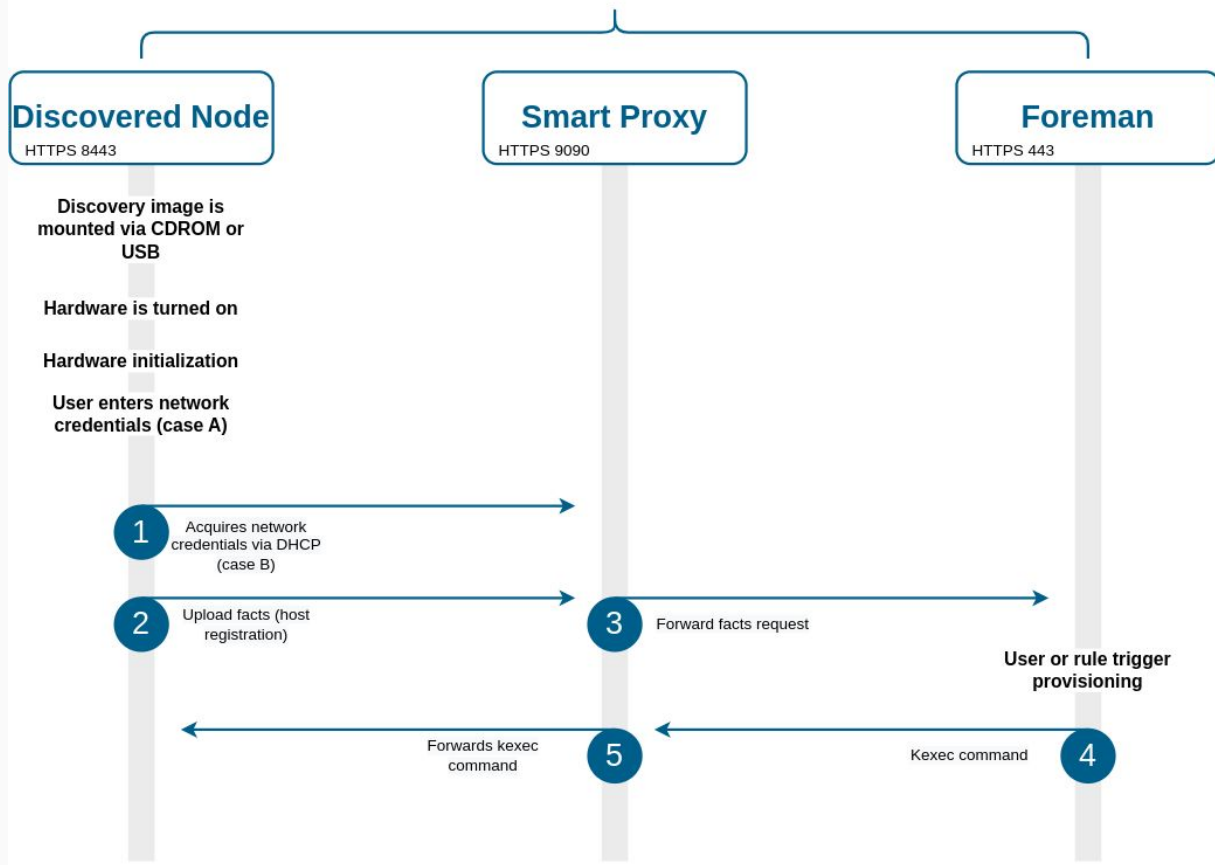 Discovered Node
HTTPS 8443
Smart Proxy
HTTPS 9090
Foreman
HTTPS 443
Discovery image is
mounted via CDROM or
USB
Hardware is turned on
Hardware initialization
User enters network
credentials (case A)
1
Acquires network
credentials via DHCP
(case B)
2
Upload facts (host
registration)
3
Forward facts request
User or rule trigger
provisioning
Forwards kexec
command
5
Kexec command
4